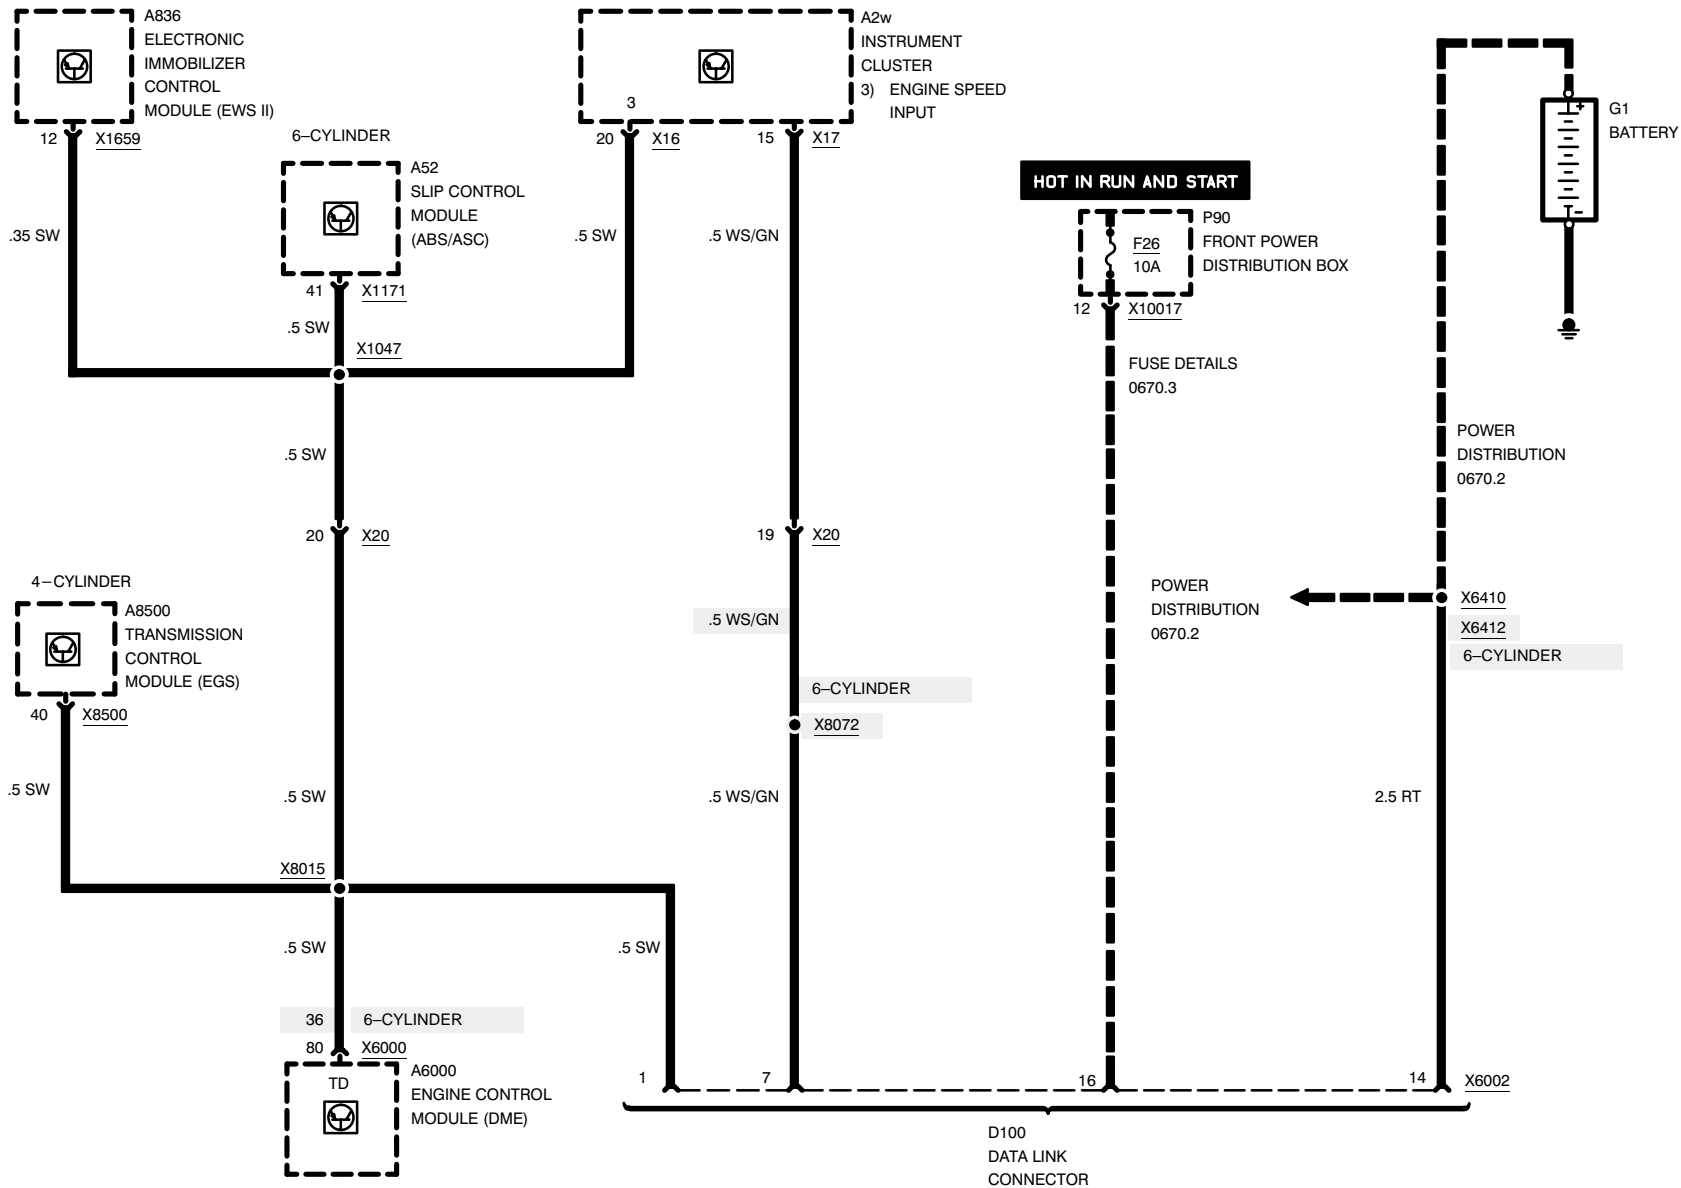 A836
ELECTRONIC
IMMOBILIZER
CONTROL
MODULE (EWS II)
12
X1659
.35 SW
6–CYLINDER
A52
SLIP CONTROL
MODULE
(ABS/ASC)
41
X1171
.5 SW
X1047
A2w
INSTRUMENT
CLUSTER
3) ENGINE SPEED
INPUT
3
20
X16
15
X17
.5 SW
.5 WS/GN
HOT IN RUN AND START
P90
FRONT POWER
DISTRIBUTION BOX
F26
10A
12
X10017
FUSE DETAILS
0670.3
+
–
G1
BATTERY
POWER
DISTRIBUTION
0670.2
.5 SW
20
X20
19
X20
4–CYLINDER
A8500
TRANSMISSION
CONTROL
MODULE (EGS)
40
X8500
.5 SW
.5 WS/GN
6–CYLINDER
X8072
POWER
DISTRIBUTION
0670.2
X6410
X6412
6–CYLINDER
.5 SW
.5 WS/GN
2.5 RT
X8015
.5 SW
.5 SW
36
6–CYLINDER
80
X6000
TD
A6000
ENGINE CONTROL
MODULE (DME)
1
7
16
14
X6002
D100
DATA LINK
CONNECTOR